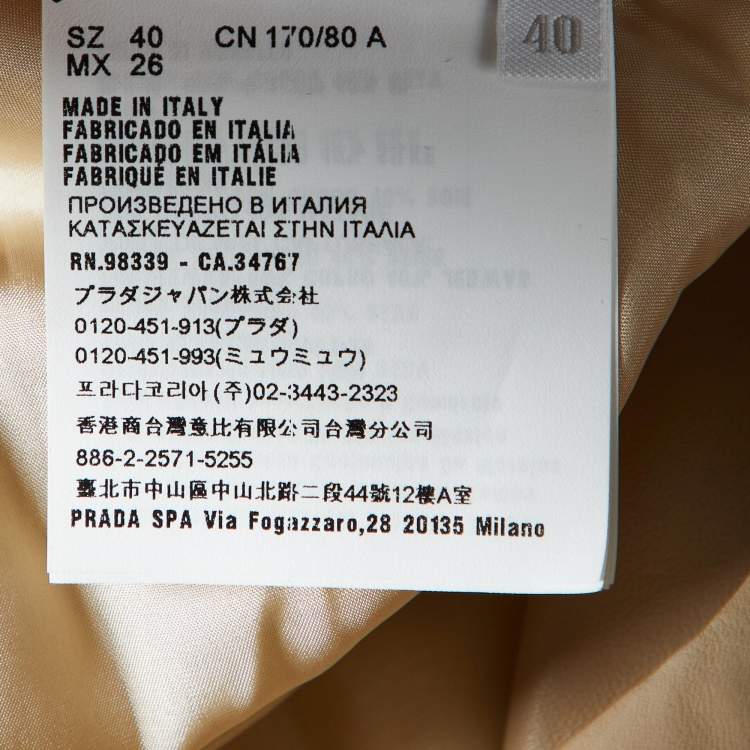 SZ 40 CN 170/80 A
MX 26
40
MADE IN ITALY
FABRICADO EN ITALIA
FABRICADO EM ITÁLIA
FABRIQUÉ EN ITALIE
ПРОИЗВЕДЕНО В ИТАЛИЯ
ΚΑΤΑΣΚΕΥΑΖΕΤΑΙ ΣΤΗΝ ΙΤΑΛΙΑ
RN.98339 - CA.34767
プラダジャパン株式会社
0120-451-913(プラダ)
0120-451-993(ミュウミュウ)
프라다코리아(주)02-3443-2323
香港商台灣意比有限公司台灣分公司
886-2-2571-5255
臺北市中山區中山北路二段44號12樓A室
PRADA SPA Via Fogazzaro,28 20135 Milano